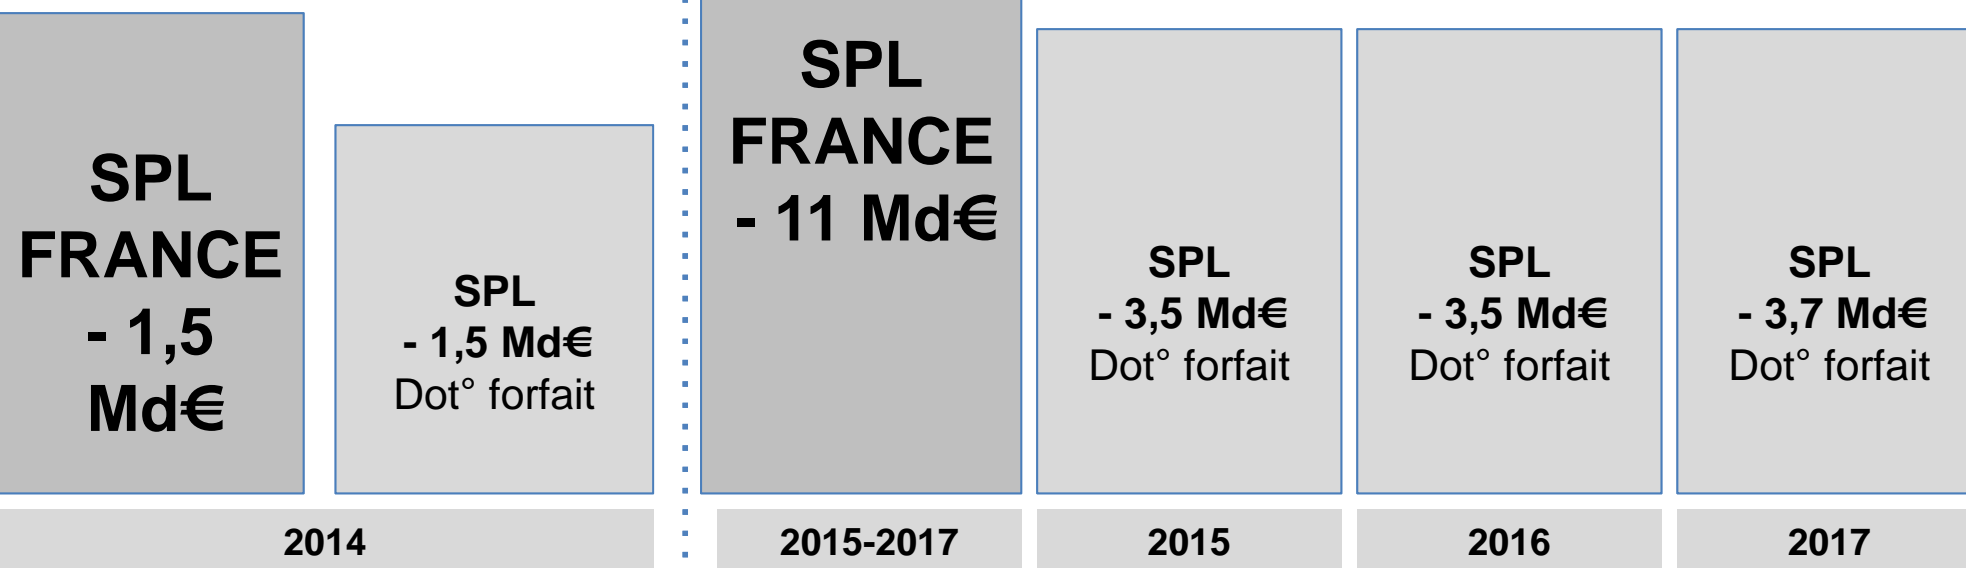 SPL
FRANCE
- 1,5
Md€
SPL
- 1,5 Md€
Dot° forfait
SPL
FRANCE
- 11 Md€
SPL
- 3,5 Md€
Dot° forfait
SPL
- 3,5 Md€
Dot° forfait
SPL
- 3,7 Md€
Dot° forfait
2014
2015-2017
2015
2016
2017